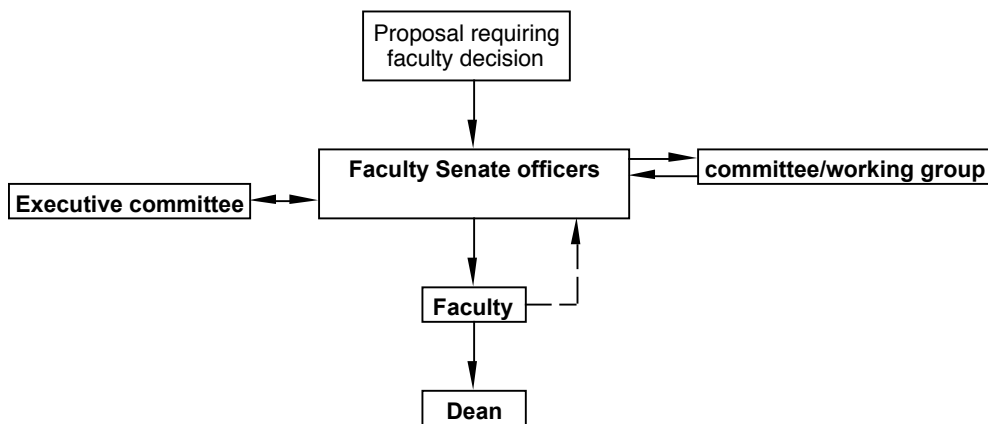 Proposal requiring
faculty decision
Faculty Senate officers
committee/working group
Executive committee
Faculty
Dean